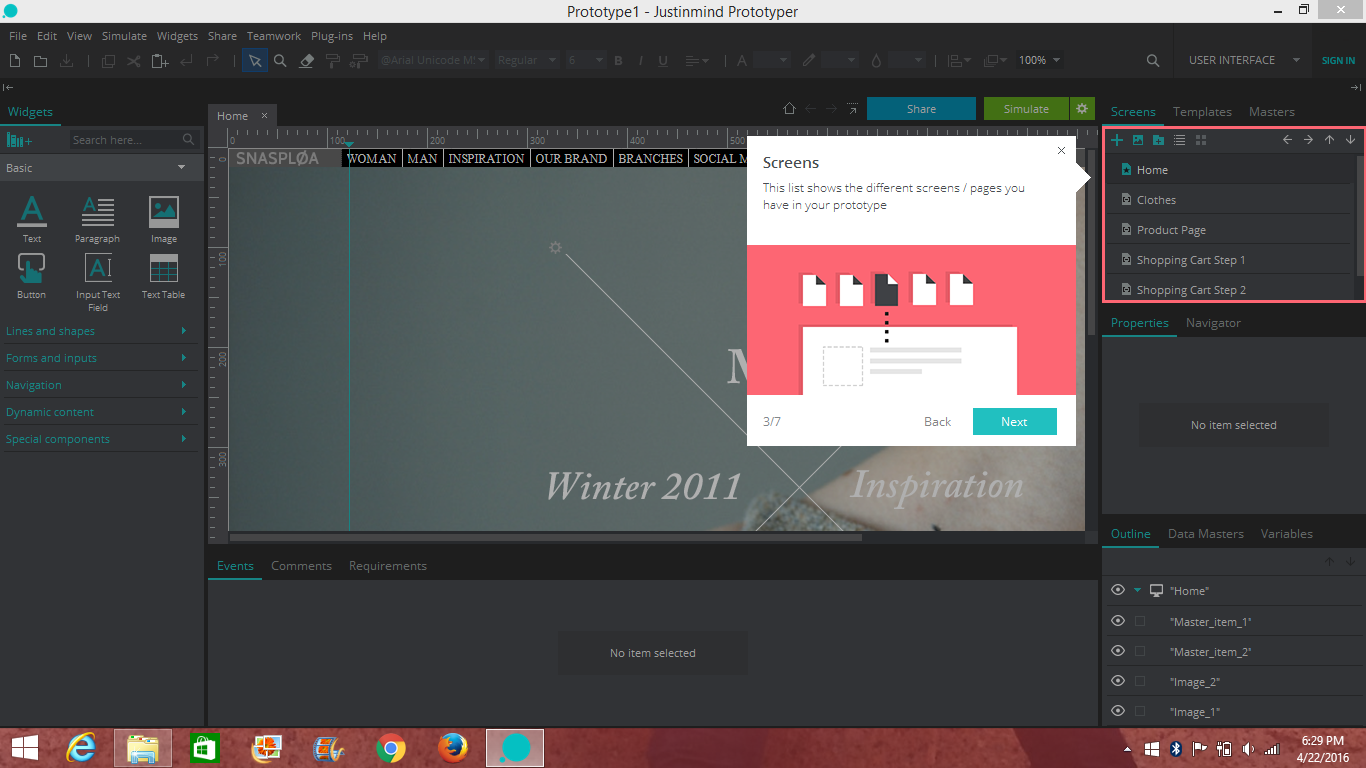 Prototype1 - Justinmind Prototyper
File Edit View Simulate Widgets Share Teamwork Plug-ins Help
@Arial Unicode MS Regular 6 B I U A 100% USER INTERFACE SIGN IN
Widgets
Search here...
Basic
Text Paragraph Image
Button Input Text Field Text Table
Lines and shapes
Forms and inputs
Navigation
Dynamic content
Special components
Home
Share Simulate
0 100 200 300 400 500
0
100
200
300
SNASPLØA WOMAN MAN INSPIRATION OUR BRAND BRANCHES SOCIAL M
M
Winter 2011 Inspiration
Screens
This list shows the different screens / pages you
have in your prototype
3/7 Back Next
Events Comments Requirements
No item selected
Screens Templates Masters
Home
Clothes
Product Page
Shopping Cart Step 1
Shopping Cart Step 2
Properties Navigator
No item selected
Outline Data Masters Variables
"Home"
"Master_item_1"
"Master_item_2"
"Image_2"
"Image_1"
6:29 PM
4/22/2016